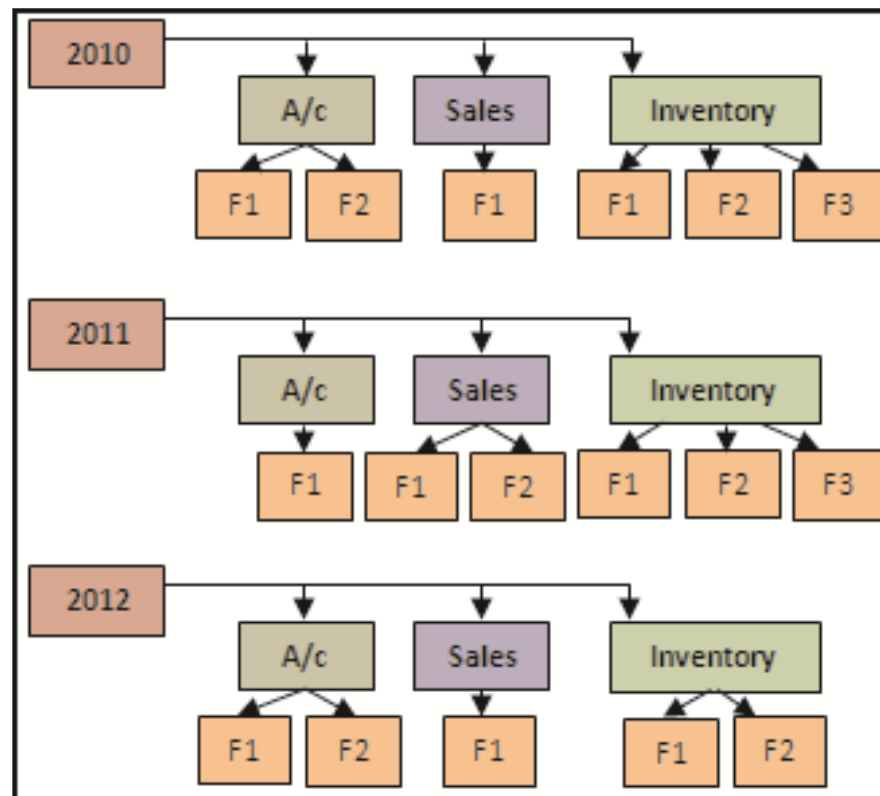 2010
A/c Sales Inventory
F1 F2 F1 F1 F2 F3
2011
A/c Sales Inventory
F1 F1 F2 F1 F2 F3
2012
A/c Sales Inventory
F1 F2 F1 F1 F2